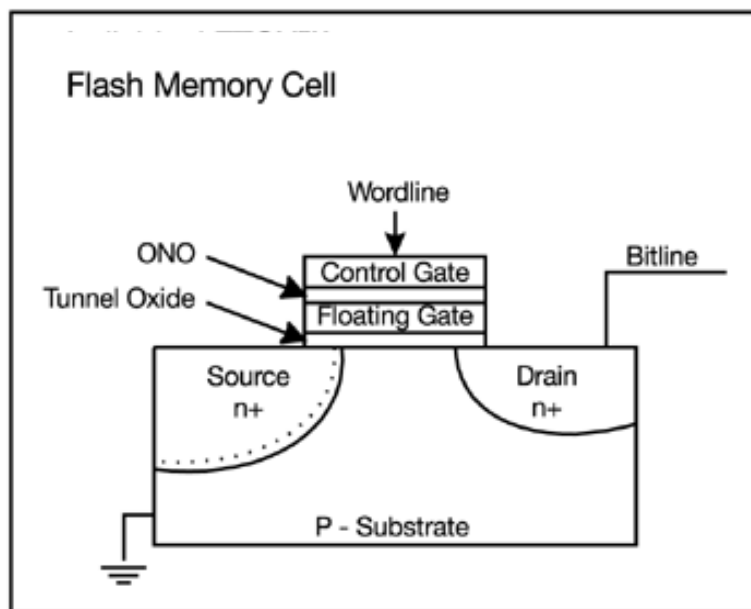 Flash Memory Cell
Wordline
ONO
Bitline
Control Gate
Tunnel Oxide
Floating Gate
Source
n+
Drain
n+
P - Substrate